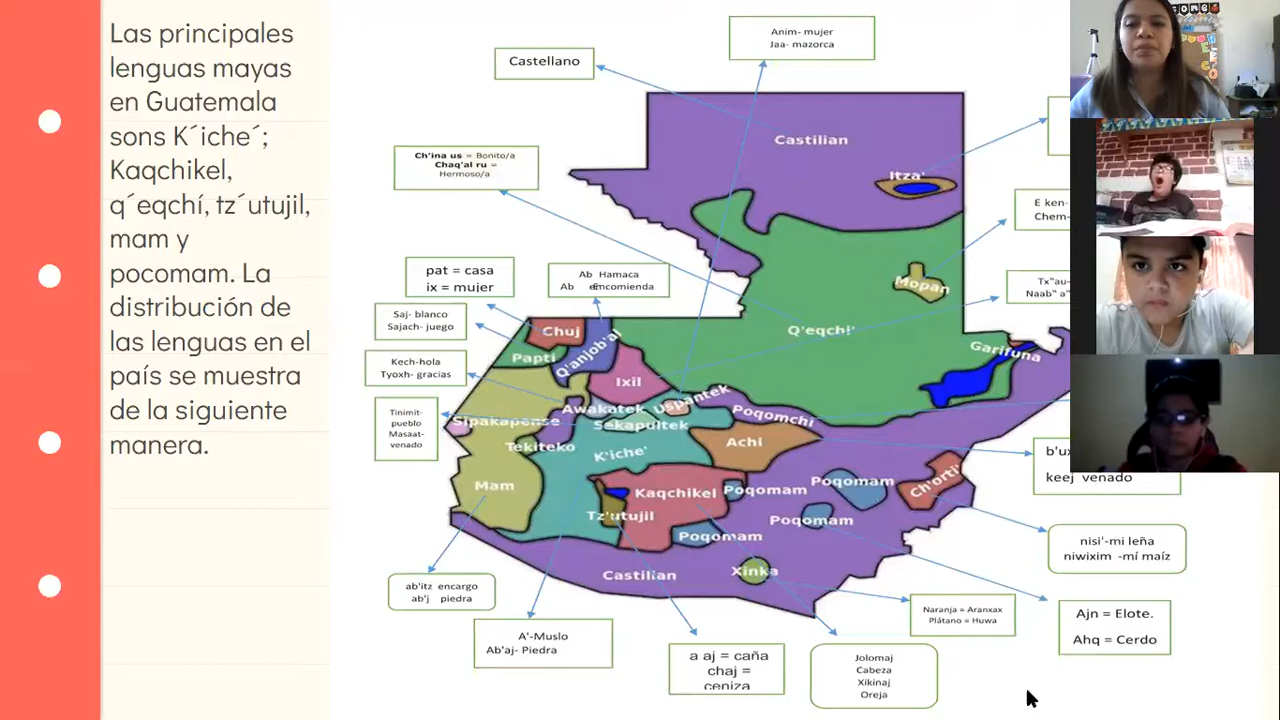 Las principales
lenguas mayas
en Guatemala
sons K´iche´;
Kaqchikel,
q´eqchí, tz´utujil,
mam y
pocomam. La
distribución de
las lenguas en el
país se muestra
de la siguiente
manera.
Anim- mujer
Jaa- mazorca
Castellano
Castilian
Ch'ina us = Bonito/a
Chaq'al ru =
Hermoso/a
Itza'
E ken-
Chem-
pat = casa
ix = mujer
Ab Hamaca
Ab encomienda
Mopan
Naab"
Saj- blanco
Sajach- juego
Chuj
Q'anjob'al
Q'eqchi'
Papti
Garifuna
Kech-hola
Tyoxh- gracias
Ixil
Tinimit-
pueblo
Masaat-
venado
Awakatek
Uspantek
Sipakapense
Sekapultek
Poqomchi
Tekiteko
K'iche'
Achi
keej venado
Mam
Kaqchikel
Poqomam
Poqomam
Ch'orti'
Tz'utujil
Poqomam
Poqomam
nisi'-mi leña
niwixim -mí maíz
Castilian
Xinka
ab'itz encargo
ab'j piedra
Naranja = Aranxax
Plátano = Huwa
Ajn = Elote.
Ahq = Cerdo
A'-Muslo
Ab'aj- Piedra
a aj = caña
chaj =
ceniza
Jolomaj
Cabeza
Xikinaj
Oreja